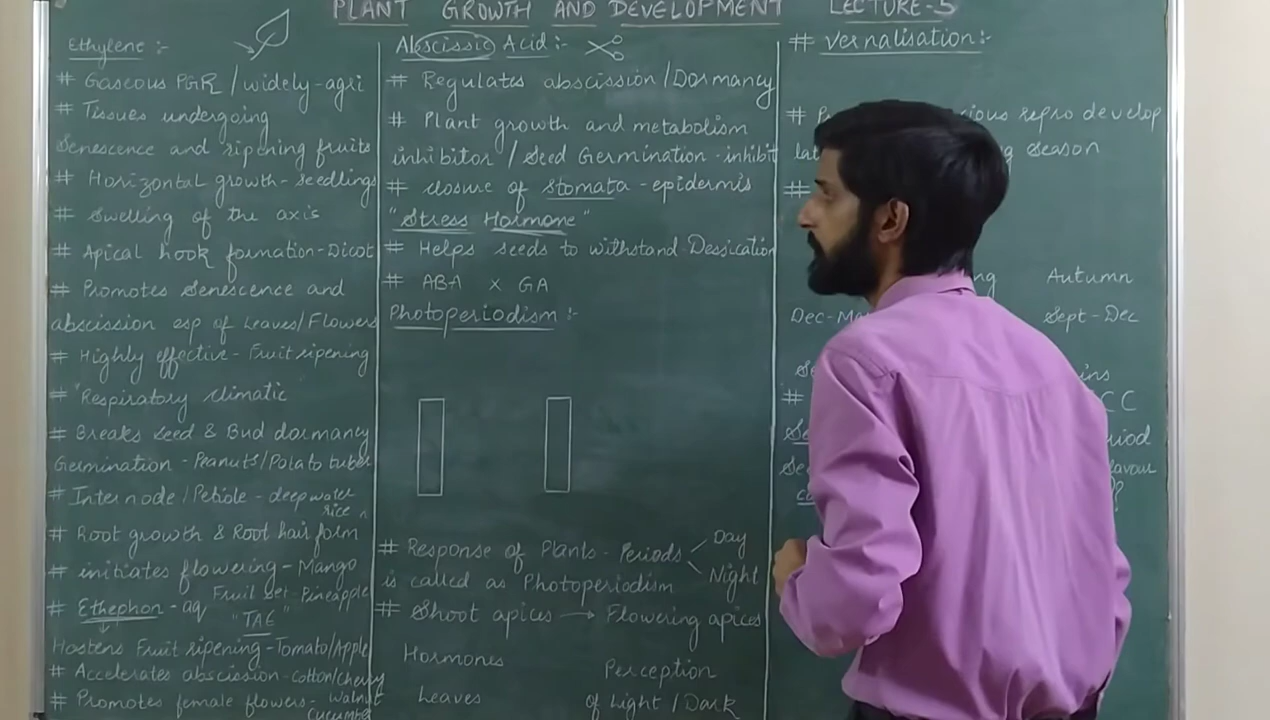 PLANT GROWTH AND DEVELOPMENT LECTURE-5
Ethylene :-
# Gaseous PGR / widely-agri
# Tissues undergoing
Senescence and ripening fruits
# Horizontal growth - seedlings
# Swelling of the axis
# Apical hook formation-Dicot
# Promotes senescence and
abscission esp of Leaves/Flowers
# Highly effective - Fruit ripening
# Respiratory climatic
# Breaks Seed & Bud dormancy
Germination - Peanuts/Potato tuber
# Internode / Petiole - deep water
rice
# Root growth & Root hair form
# initiates flowering - Mango
Fruit set Pineapple
# Ethephon - aq
"TAE"
Hastens Fruit ripening-Tomato/Apple
# Accelerates abscission-cotton/cherry
# Promotes female flowers - walnut
Cucumber
Abscissic Acid :-
# Regulates abscission / Dormancy
# Plant growth and metabolism
inhibitor / Seed Germination - inhibit
# closure of stomata - epidermis
"Stress Hormone"
# Helps seeds to withstand-Dessication
# ABA x GA
Photoperiodism :-
# Response of Plants - Periods Day
Night
is called as Photoperiodism
# Shoot apices → Flowering apices
Hormones Perception
Leaves of Light / Dark
# Vernalisation :-
# repro develop
season
#
Autumn
Sept - Dec
#